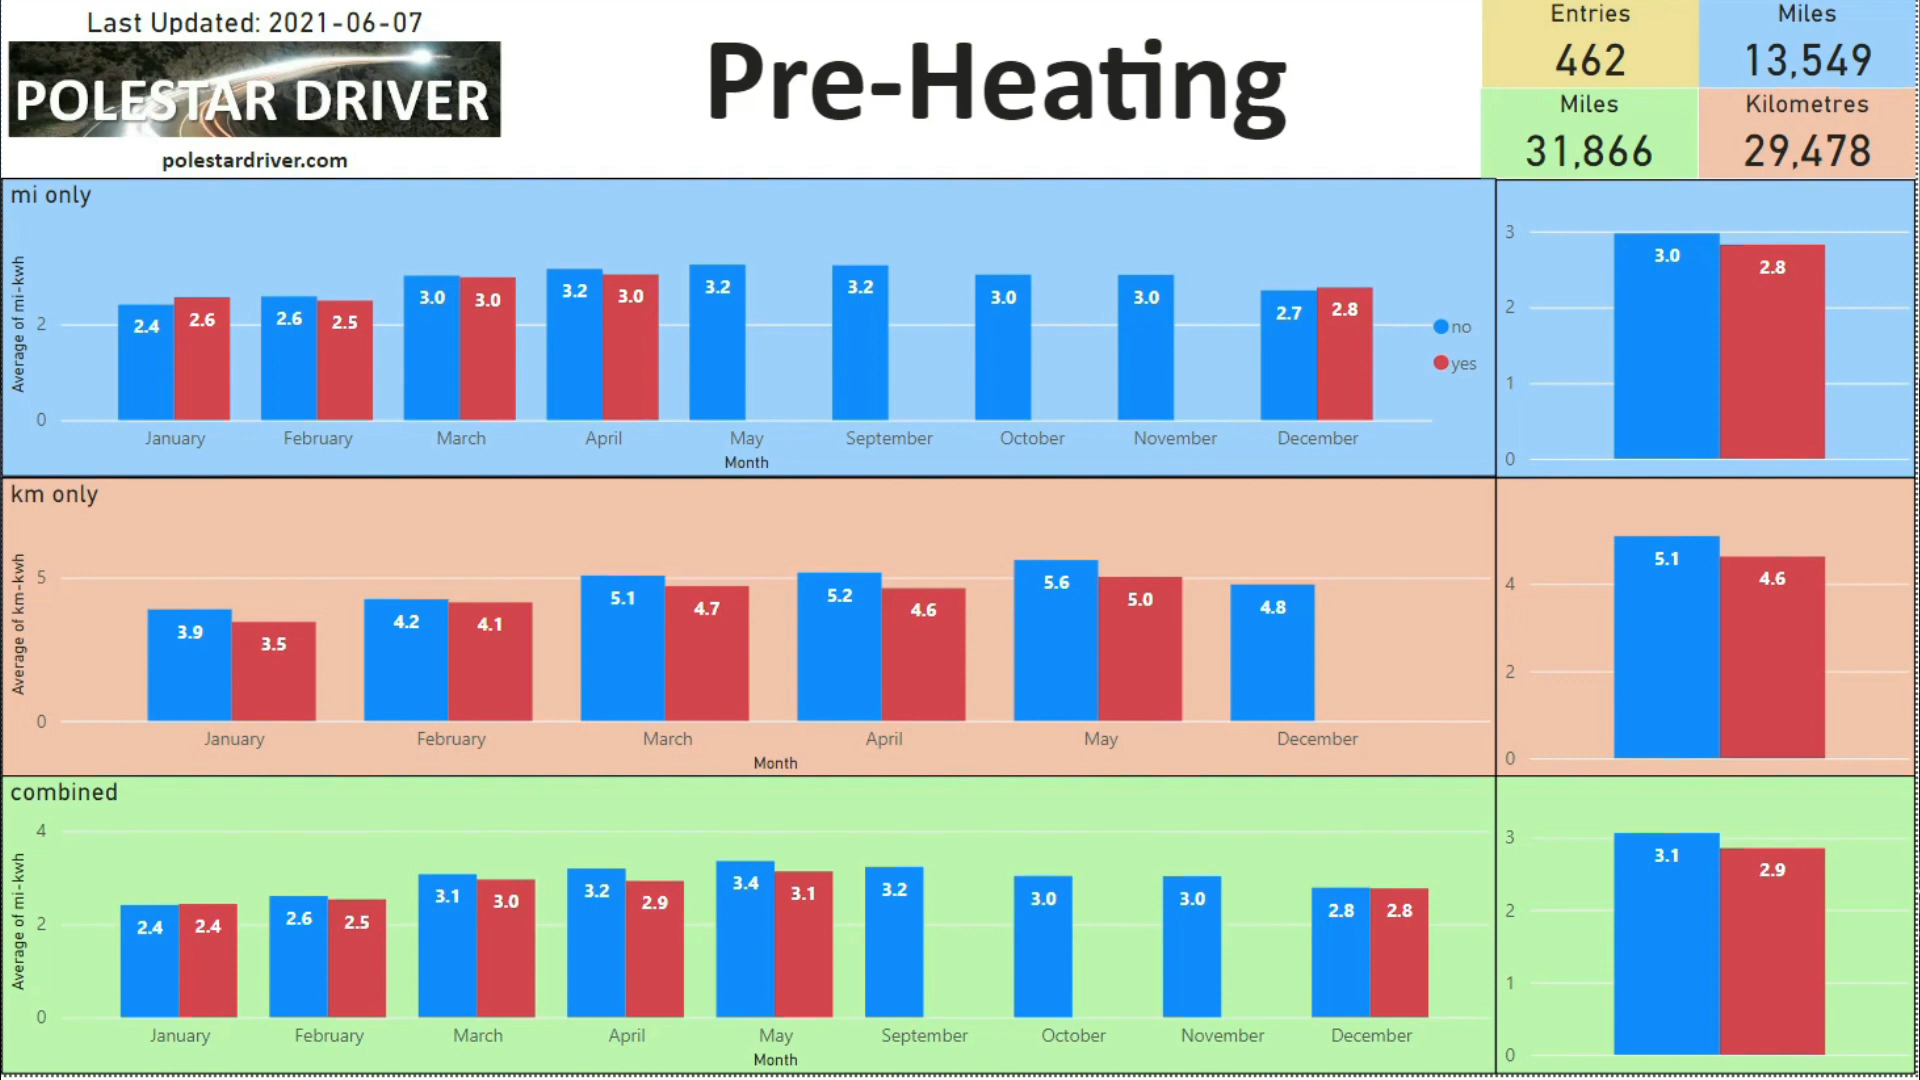 Last Updated: 2021-06-07
POLESTAR DRIVER
polestardriver.com
Pre-Heating
Entries
462
Miles
13,549
Miles
31,866
Kilometres
29,478
mi only
Average of mi-kwh
2
0
2.4
2.6
2.6
2.5
3.0
3.0
3.2
3.0
3.2
3.2
3.0
3.0
2.7
2.8
January
February
March
April
May
September
October
November
December
Month
no
yes
3
2
1
0
3.0
2.8
km only
Average of km-kwh
5
0
3.9
3.5
4.2
4.1
5.1
4.7
5.2
4.6
5.6
5.0
4.8
January
February
March
April
May
December
Month
4
2
0
5.1
4.6
combined
Average of mi-kwh
4
2
0
2.4
2.4
2.6
2.5
3.1
3.0
3.2
2.9
3.4
3.1
3.2
3.0
3.0
2.8
2.8
January
February
March
April
May
September
October
November
December
Month
3
2
1
0
3.1
2.9